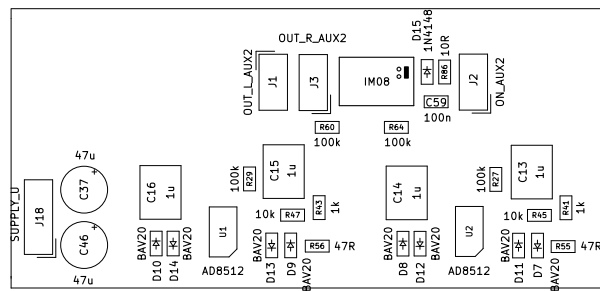 D15
1N4148
10R
OUT_R_AUX2
OUT_L_AUX2
J1
J3
IM08
R86
J2
ON_AUX2
C59
100n
R60
100k
R64
100k
47u
SUPPLY_U
J18
C37
+
C46
+
47u
C16
1u
100k
R29
C15
1u
10k
R47
R43
1k
C14
1u
100k
R27
C13
1u
10k
R45
R41
1k
U1
AD8512
U2
AD8512
BAV20
D10
D14
BAV20
BAV20
D13
D9
BAV20
R56
47R
BAV20
D8
D12
BAV20
BAV20
D11
D7
BAV20
R55
47R